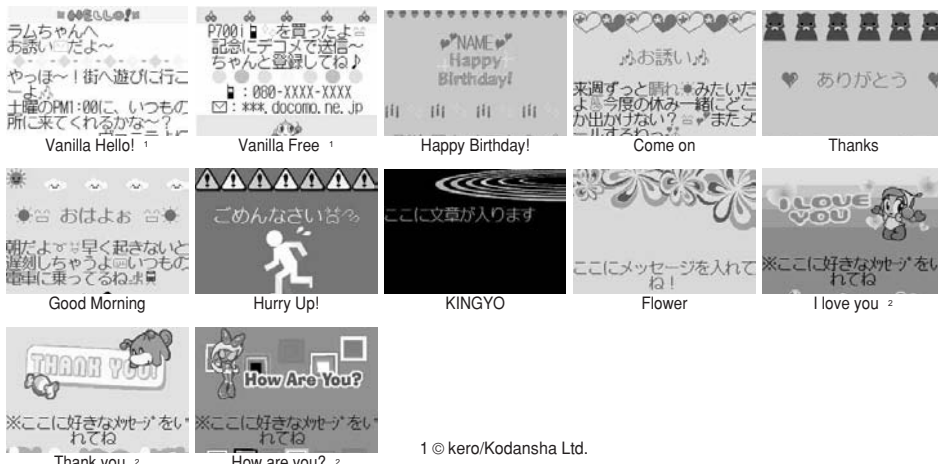 HELLO!
ラムちゃんへ
お誘い だよ〜
やっほ〜！街へ遊びに行こ
ーよ
土曜のPM1:00に、いつもの
所に来てくれるかな〜？
Vanilla Hello! 1
P700i を買ったよ
記念にデコメで送信〜
ちゃんと登録してね♪
:080-XXXX-XXXX
:***.docomo.ne.jp
Vanilla Free 1
"NAME"
Happy
Birthday!
Happy Birthday!
♪お誘い♪
来週ずっと晴れ みたいだ
よ 今度の休み一緒にどこ
か出かけない？ またメ
ールするねっ
Come on
ありがとう
Thanks
おはよぉ
朝だよ 早く起きないと
遅刻しちゃうよ いつもの
電車に乗ってるね
Good Morning
ごめんなさい
Hurry Up!
ここに文章が入ります
KINGYO
ここにメッセージを入れて
ね！
Flower
I LOVE
YOU
※ここに好きなﾒｯｾｰｼﾞをい
れてね
I love you 2
THANK YOU!
※ここに好きなﾒｯｾｰｼﾞをい
れてね
Thank you 2
How Are You?
※ここに好きなﾒｯｾｰｼﾞをい
れてね
How are you? 2
1 © kero/Kodansha Ltd.